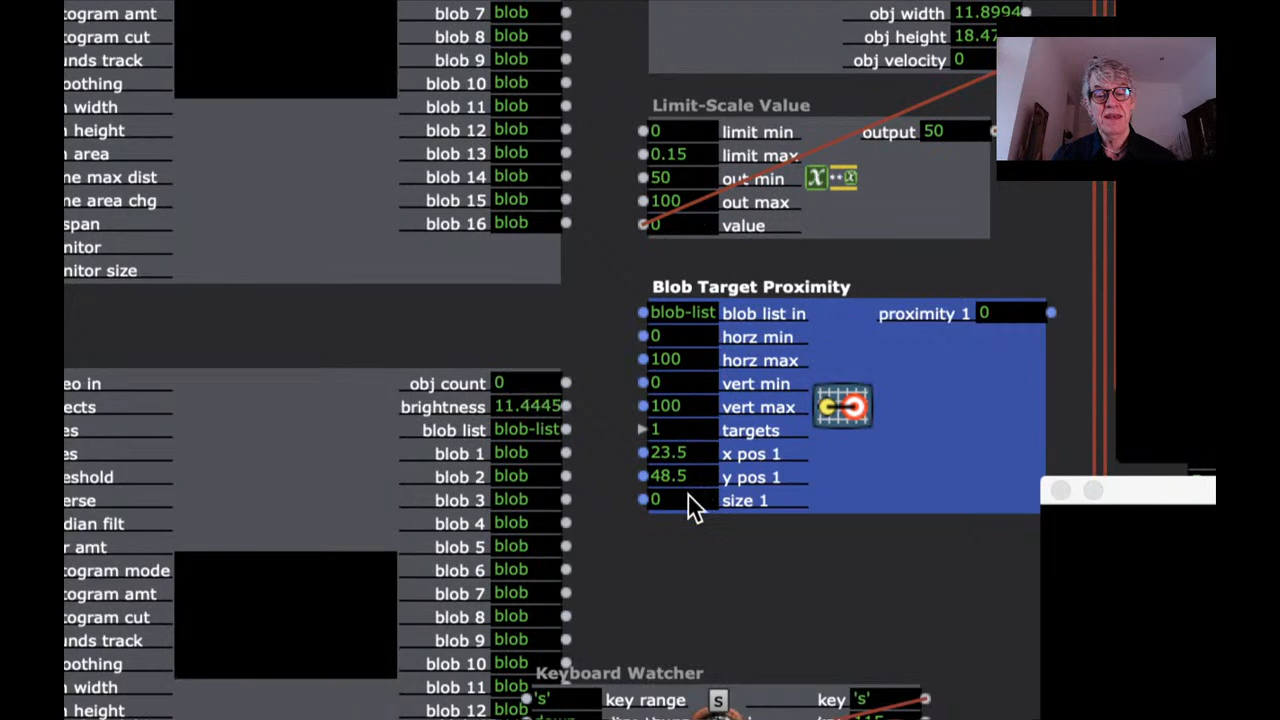 togram amt
togram cut
unds track
oothing
n width
n height
n area
me max dist
me area chg
span
nitor
nitor size
blob 7 blob
blob 8 blob
blob 9 blob
blob 10 blob
blob 11 blob
blob 12 blob
blob 13 blob
blob 14 blob
blob 15 blob
blob 16 blob
obj width 11.8994
obj height 18.47
obj velocity 0
Limit-Scale Value
0 limit min output 50
0.15 limit max
50 out min
100 out max
0 value
Blob Target Proximity
blob-list blob list in proximity 1 0
0 horz min
100 horz max
0 vert min
100 vert max
1 targets
23.5 x pos 1
48.5 y pos 1
0 size 1
eo in
ects
es
es
eshold
erse
dian filt
r amt
togram mode
togram amt
togram cut
unds track
oothing
n width
n height
obj count 0
brightness 11.4445
blob list blob-list
blob 1 blob
blob 2 blob
blob 3 blob
blob 4 blob
blob 5 blob
blob 6 blob
blob 7 blob
blob 8 blob
blob 9 blob
blob 10 blob
blob 11 blob
blob 12 blob
Keyboard Watcher
's' key range s key 's'